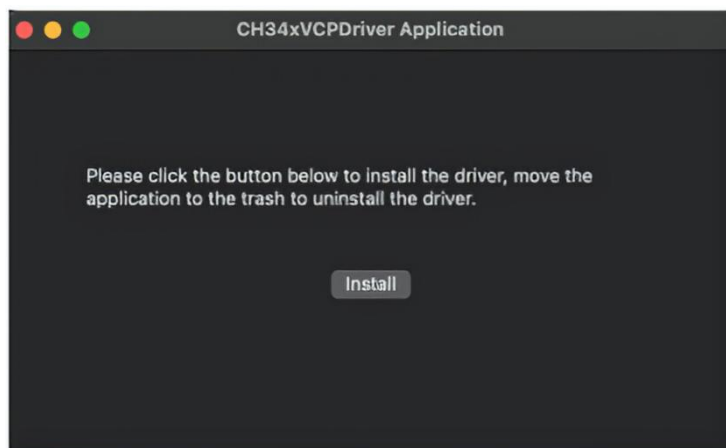 CH34xVCPDriver Application
Please click the button below to install the driver, move the
application to the trash to uninstall the driver.
Install